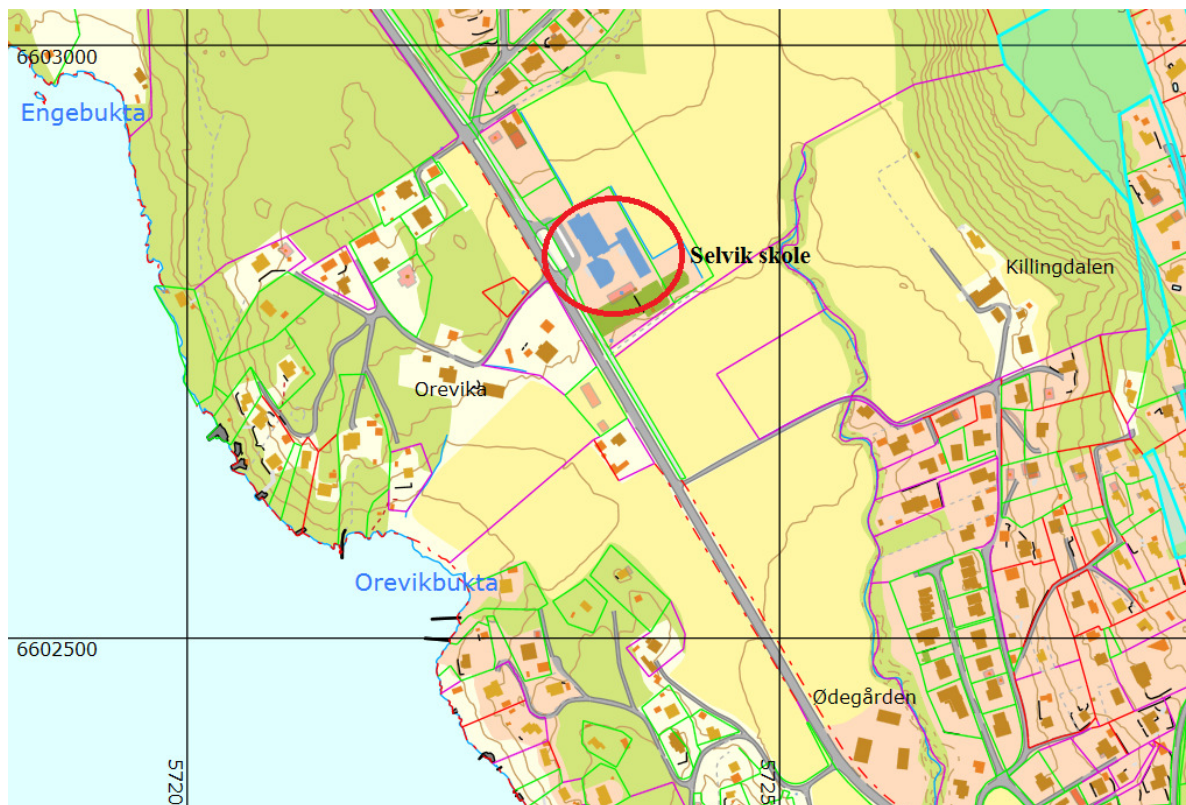 6603000
Engebukta
Selvik skole
Killingdalen
Orevika
Orevikbukta
6602500
Ødegården
5720
5725